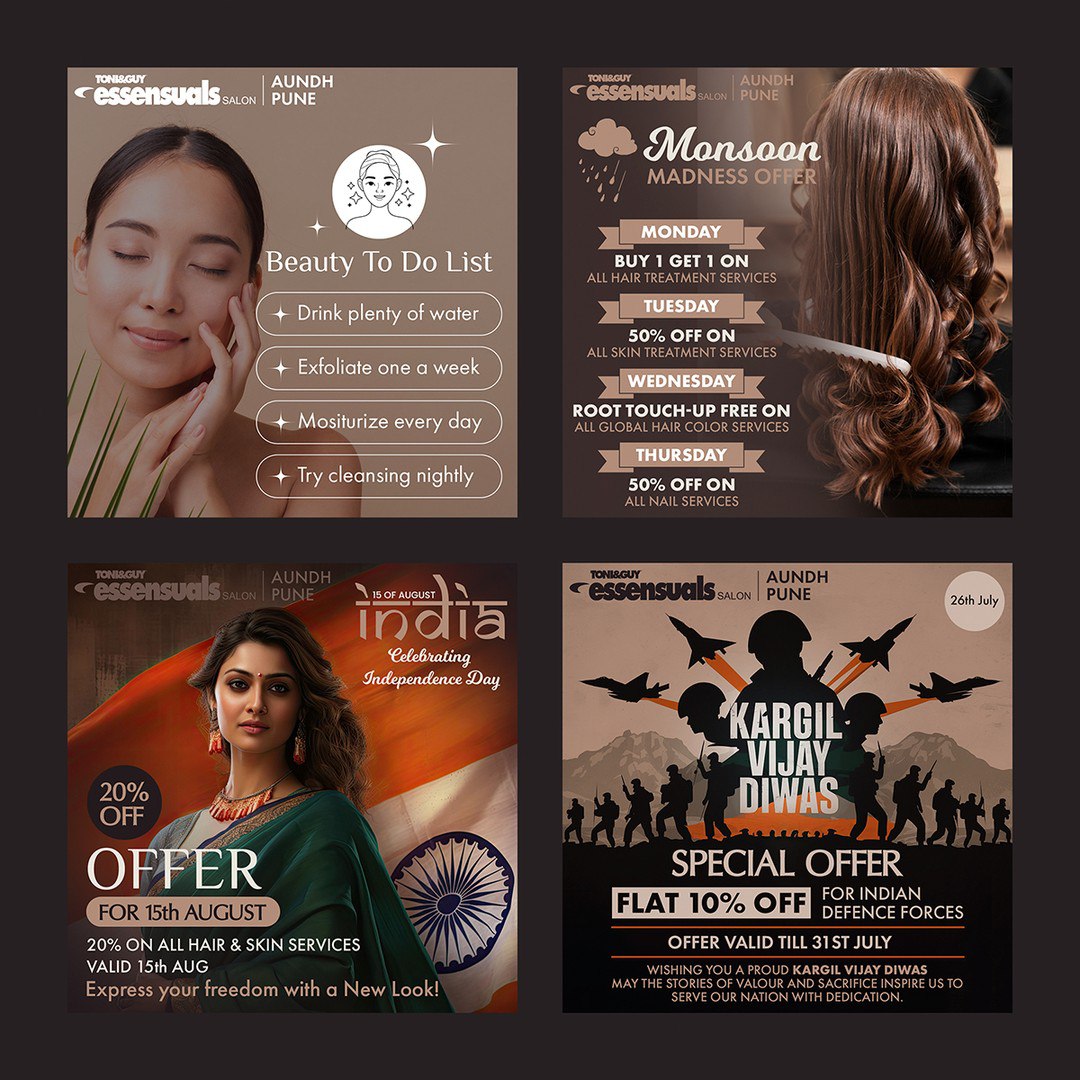 TONI&GUY
essensuals SALON
AUNDH
PUNE
Beauty To Do List
Drink plenty of water
Exfoliate one a week
Mositurize every day
Try cleansing nightly
TONI&GUY
essensuals SALON
AUNDH
PUNE
Monsoon
MADNESS OFFER
MONDAY
BUY 1 GET 1 ON
ALL HAIR TREATMENT SERVICES
TUESDAY
50% OFF ON
ALL SKIN TREATMENT SERVICES
WEDNESDAY
ROOT TOUCH-UP FREE ON
ALL GLOBAL HAIR COLOR SERVICES
THURSDAY
50% OFF ON
ALL NAIL SERVICES
TONI&GUY
essensuals SALON
AUNDH
PUNE
15 OF AUGUST
india
Celebrating
Independence Day
20%
OFF
OFFER
FOR 15th AUGUST
20% ON ALL HAIR & SKIN SERVICES
VALID 15th AUG
Express your freedom with a New Look!
TONI&GUY
essensuals SALON
AUNDH
PUNE
26th July
KARGIL
VIJAY
DIWAS
SPECIAL OFFER
FLAT 10% OFF
FOR INDIAN
DEFENCE FORCES
OFFER VALID TILL 31ST JULY
WISHING YOU A PROUD KARGIL VIJAY DIWAS
MAY THE STORIES OF VALOUR AND SACRIFICE INSPIRE US TO
SERVE OUR NATION WITH DEDICATION.